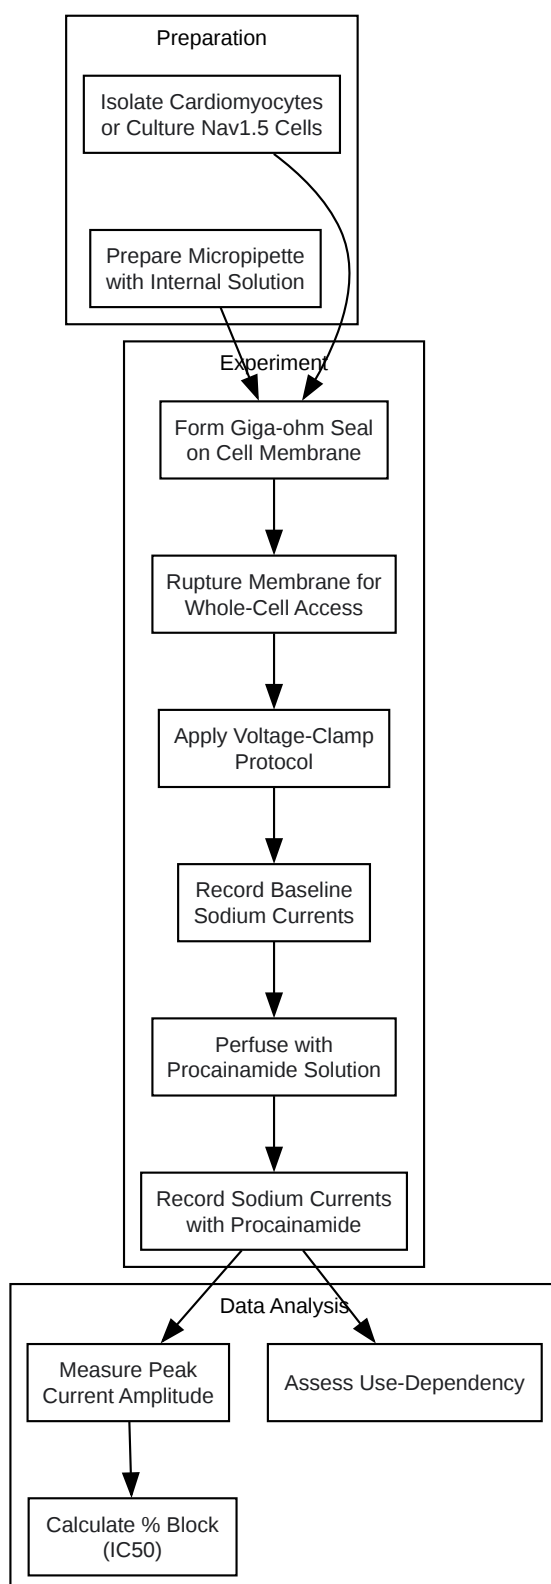 Preparation
Isolate Cardiomyocytes
or Culture Nav1.5 Cells
Prepare Micropipette
with Internal Solution
Experiment
Form Giga-ohm Seal
on Cell Membrane
Rupture Membrane for
Whole-Cell Access
Apply Voltage-Clamp
Protocol
Record Baseline
Sodium Currents
Perfuse with
Procainamide Solution
Record Sodium Currents
with Procainamide
Data Analysis
Measure Peak
Current Amplitude
Assess Use-Dependency
Calculate % Block
(IC50)